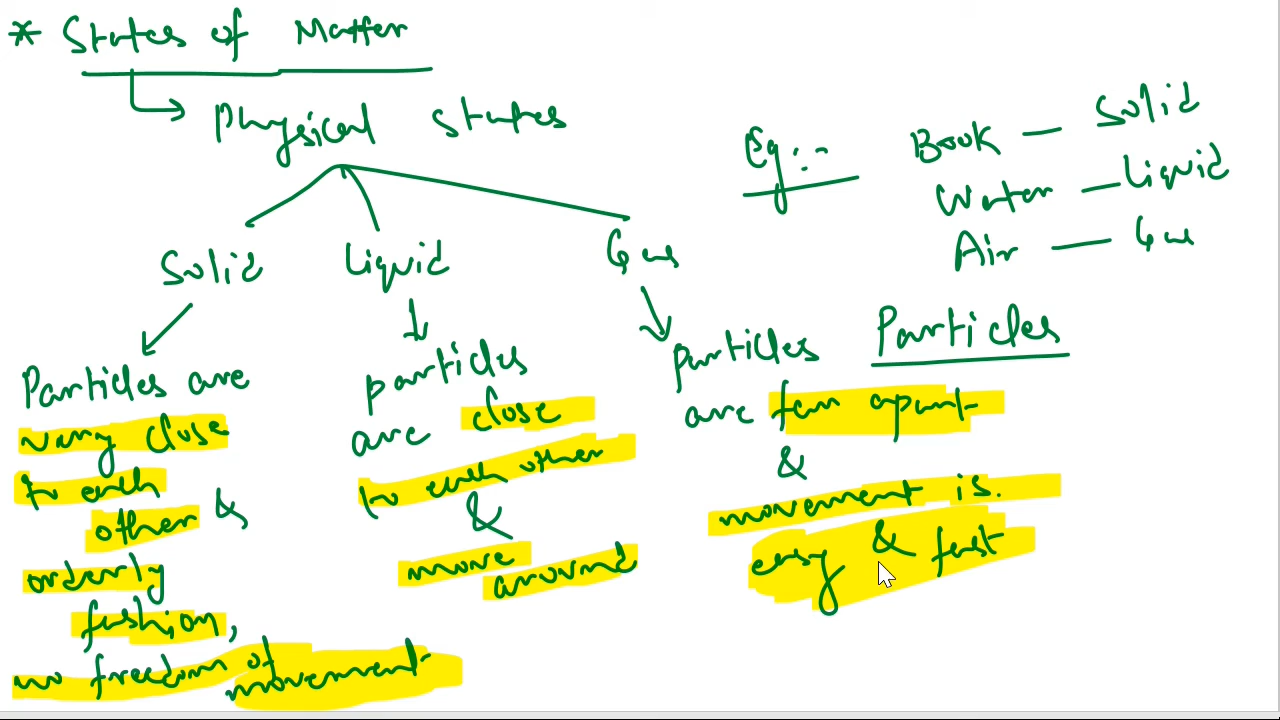 * States of Matter
Physical states
Eg:-
Book — Solid
Water — Liquid
Air — Gas
Solid
Liquid
Gas
Particles are
very close
to each
other &
orderly
fashion,
no freedom of
movement
particles
are close
to each other
&
move
around
particles
are far apart
&
movement is.
easy & fast
Particles